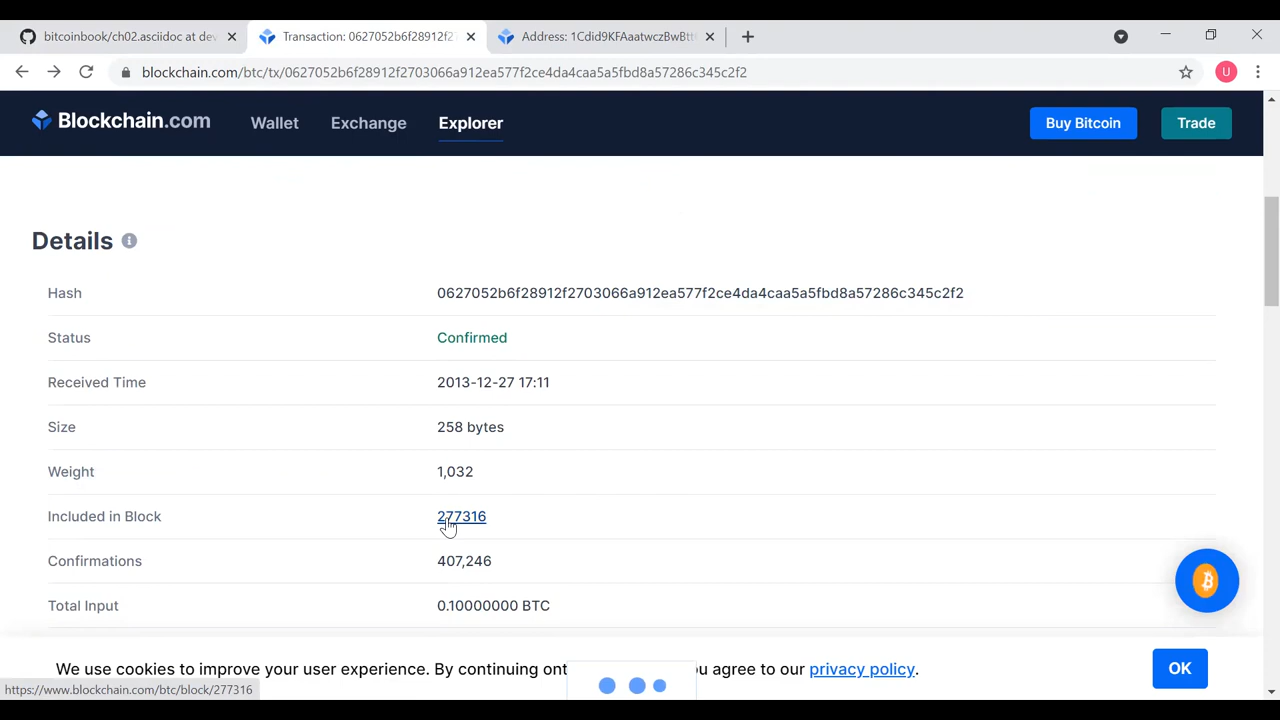 bitcoinbook/ch02.asciidoc at dev
Transaction: 0627052b6f28912f2
Address: 1Cdid9KFAaatwczBwBtt
blockchain.com/btc/tx/0627052b6f28912f2703066a912ea577f2ce4da4caa5a5fbd8a57286c345c2f2
U
Blockchain.com
Wallet
Exchange
Explorer
Buy Bitcoin
Trade
Details
Hash 0627052b6f28912f2703066a912ea577f2ce4da4caa5a5fbd8a57286c345c2f2
Status Confirmed
Received Time 2013-12-27 17:11
Size 258 bytes
Weight 1,032
Included in Block 277316
Confirmations 407,246
Total Input 0.10000000 BTC
We use cookies to improve your user experience. By continuing ont u agree to our privacy policy.
OK
https://www.blockchain.com/btc/block/277316